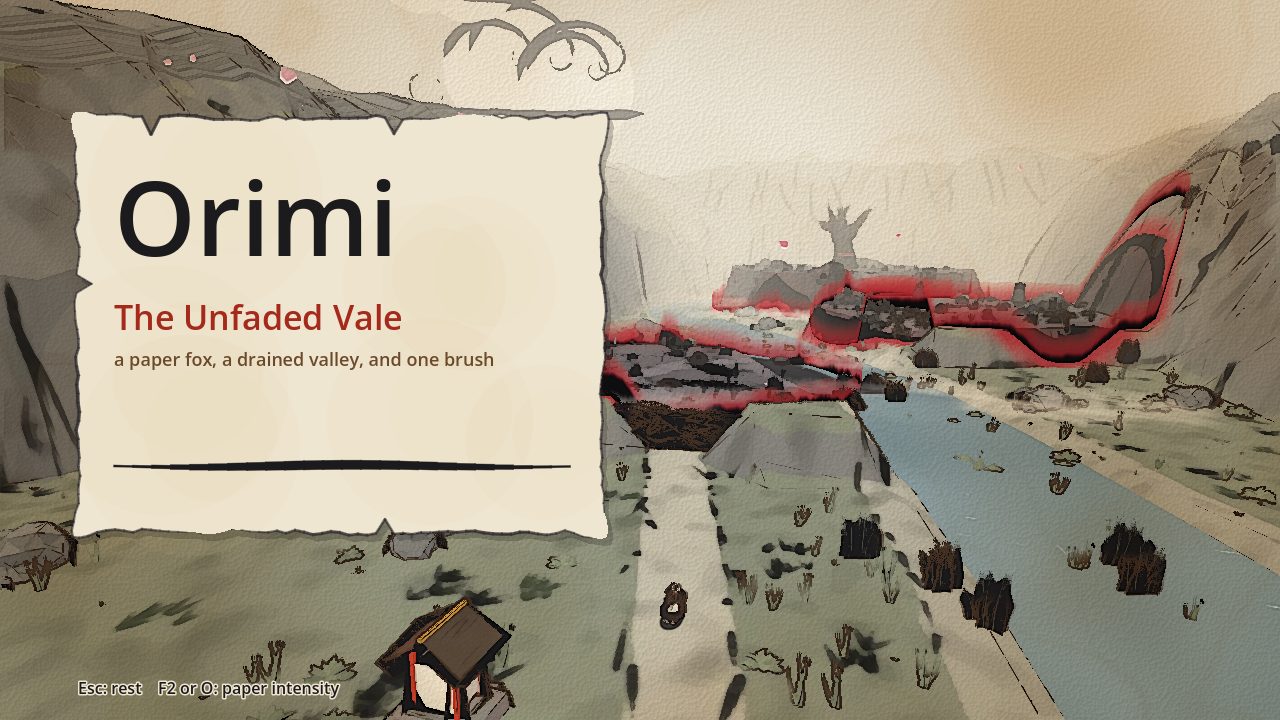 Orimi
The Unfaded Vale
a paper fox, a drained valley, and one brush
Esc: rest F2 or O: paper intensity